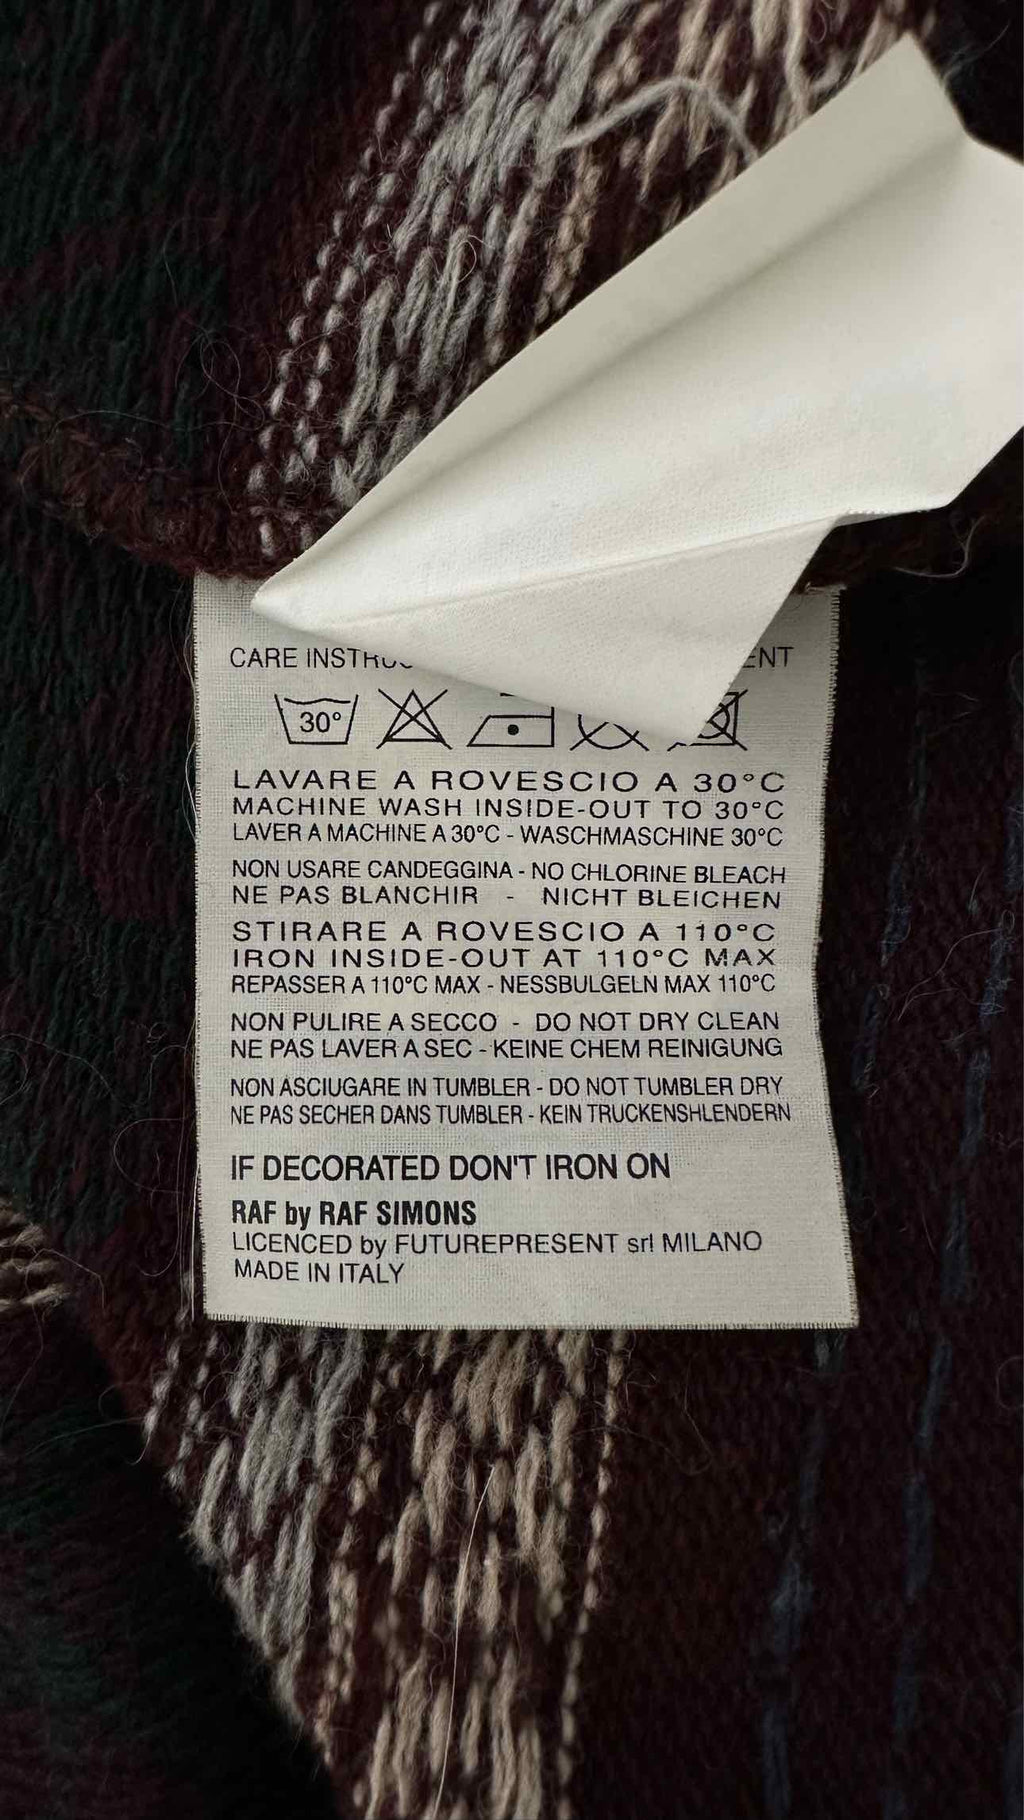 CARE
30°
LAVARE A ROVESCIO A 30°C
MACHINE WASH INSIDE-OUT TO 30°C
LAVER A MACHINE A 30°C - WASCHMASCHINE 30°C
NON USARE CANDEGGINA - NO CHLORINE BLEACH
NE PAS BLANCHIR - NICHT BLEICHEN
STIRARE A ROVESCIO A 110°C
IRON INSIDE-OUT AT 110°C MAX
REPASSER A 110°C MAX - NESSBULGELN MAX 110°C
NON PULIRE A SECCO - DO NOT DRY CLEAN
NE PAS LAVER A SEC - KEINE CHEM REINIGUNG
NON ASCIUGARE IN TUMBLER - DO NOT TUMBLER DRY
NE PAS SECHER DANS TUMBLER - KEIN TRUCKENSHLENDERN
IF DECORATED DON'T IRON ON
RAF by RAF SIMONS
LICENCED by FUTUREPRESENT srl MILANO
MADE IN ITALY